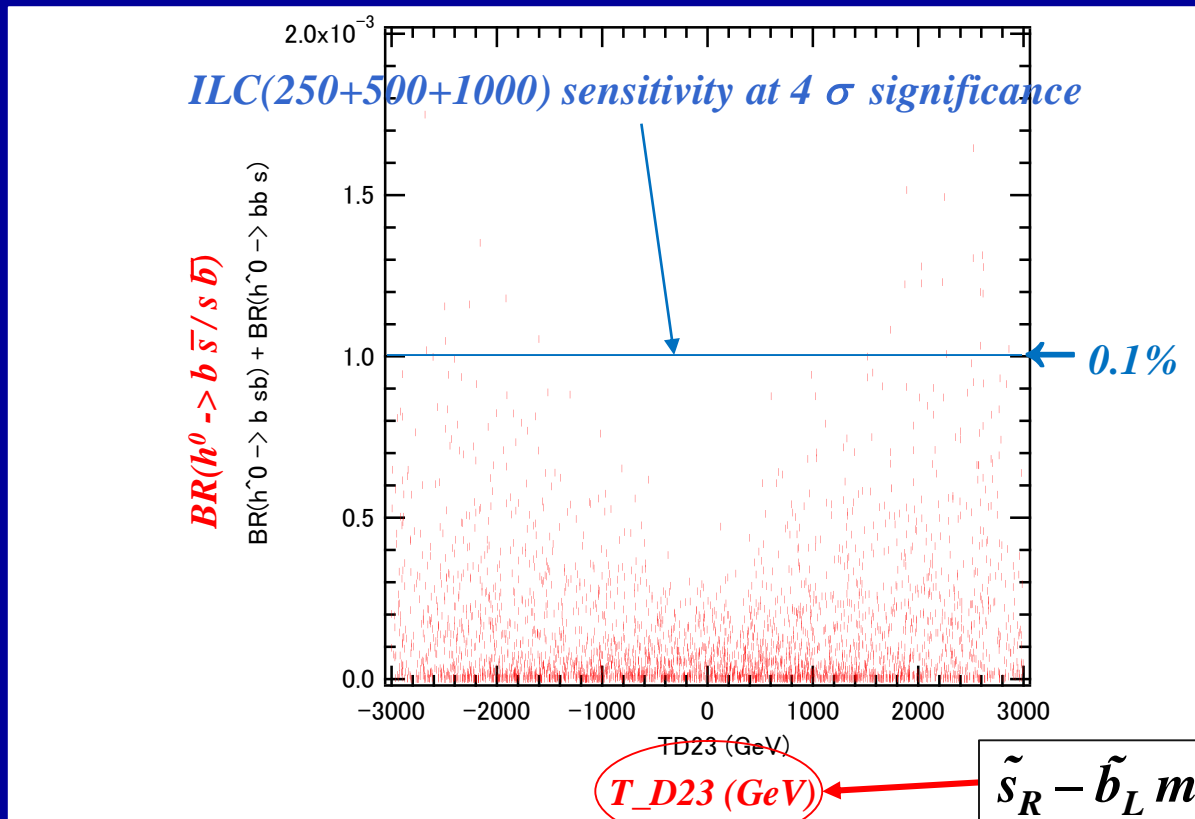 2.0x10⁻³
ILC(250+500+1000) sensitivity at 4 σ significance
1.5
1.0
0.5
0.0
BR(h⁰ -> b s̅ / s b̅)
BR(h^0 -> b sb) + BR(h^0 -> bb s)
0.1%
-3000 -2000 -1000 0 1000 2000 3000
TD23 (GeV)
T_D23 (GeV)
s̃_R - b̃_L m